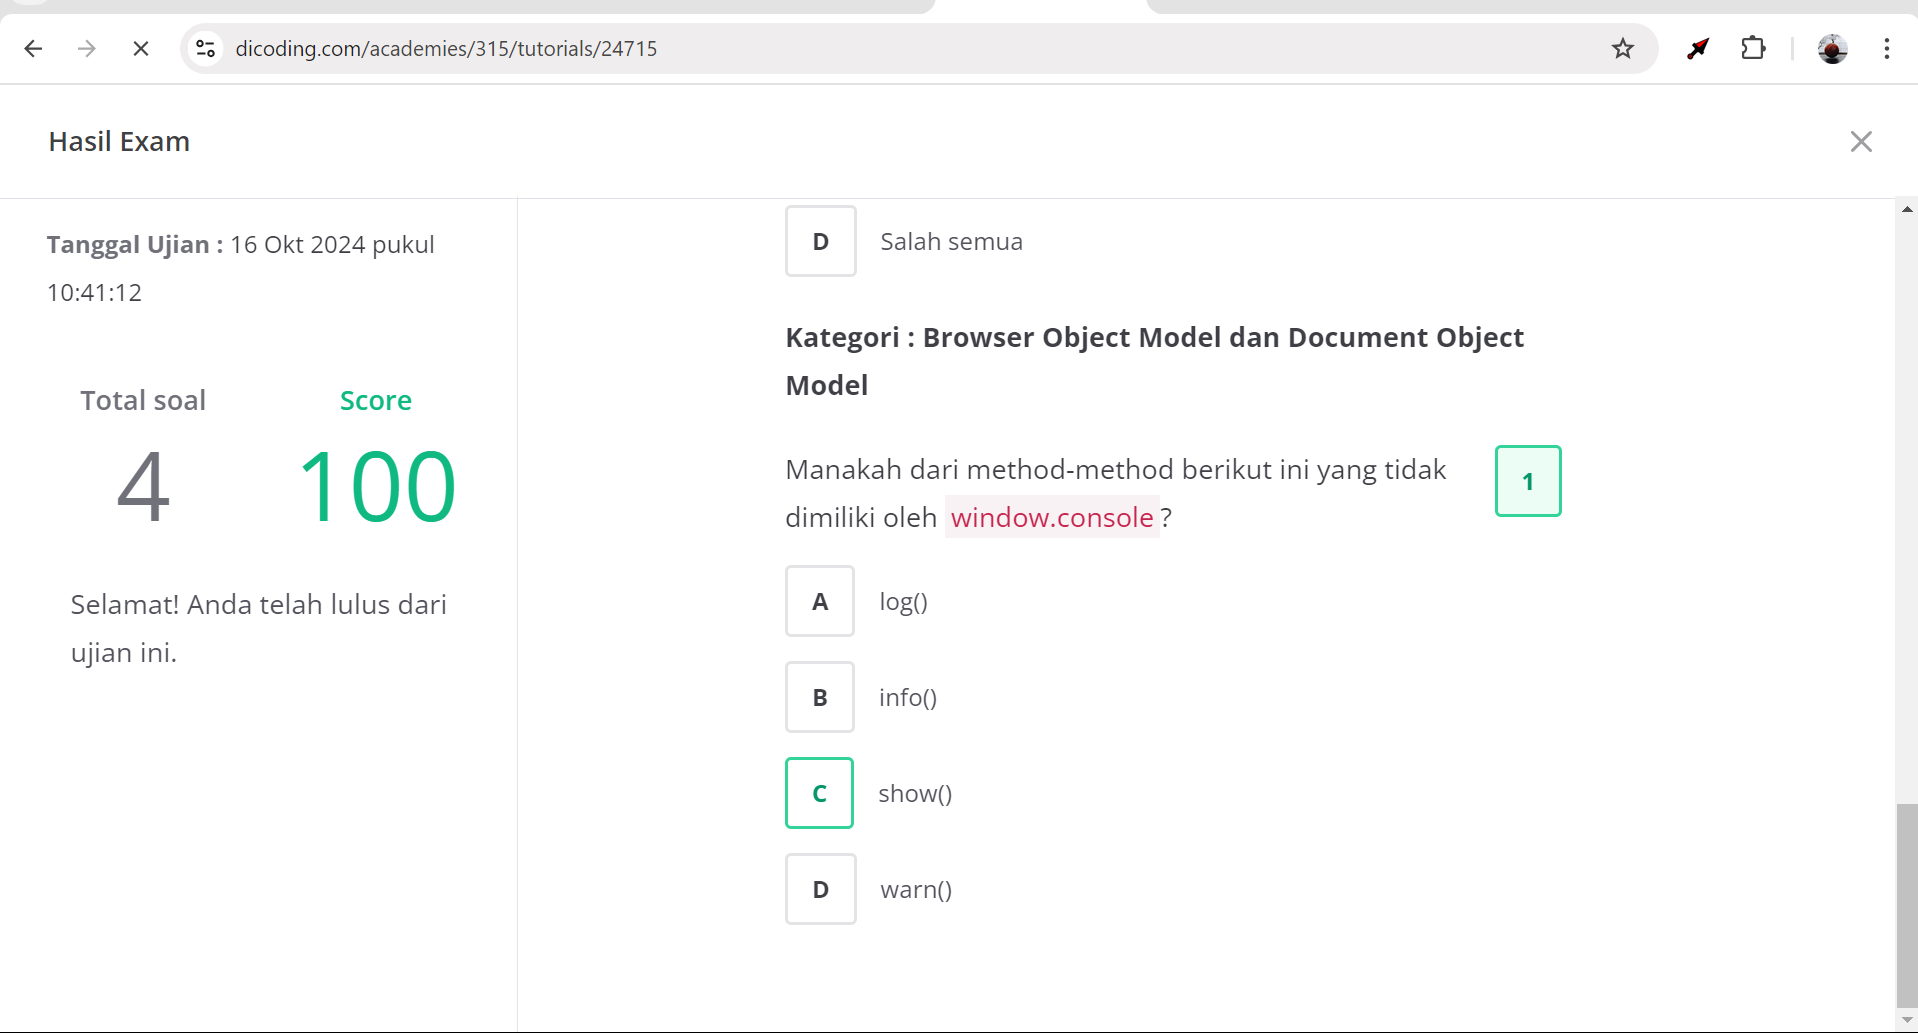 dicoding.com/academies/315/tutorials/24715
Hasil Exam
Tanggal Ujian : 16 Okt 2024 pukul
10:41:12
Total soal
Score
4
100
Selamat! Anda telah lulus dari
ujian ini.
D Salah semua
Kategori : Browser Object Model dan Document Object
Model
Manakah dari method-method berikut ini yang tidak
dimiliki oleh window.console ?
1
A log()
B info()
C show()
D warn()